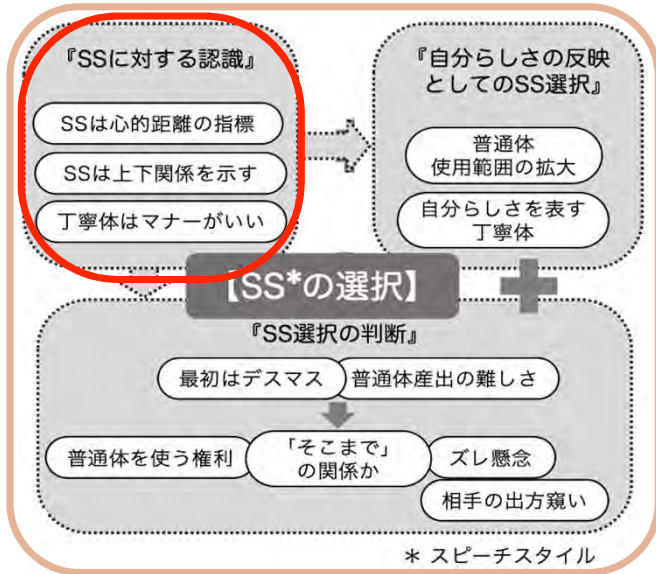 『SSに対する認識』
SSは心的距離の指標
SSは上下関係を示す
丁寧体はマナーがいい
『自分らしさの反映
としてのSS選択』
普通体
使用範囲の拡大
自分らしさを表す
丁寧体
【SS*の選択】
『SS選択の判断』
最初はデスマス
普通体産出の難しさ
普通体を使う権利
「そこまで」
の関係か
ズレ懸念
相手の出方窺い
* スピーチスタイル